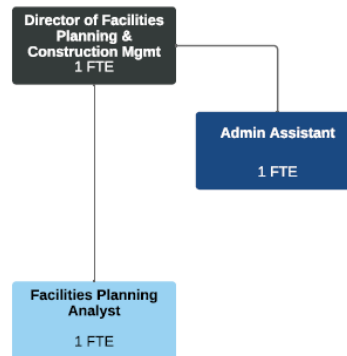 Director of Facilities
Planning &
Construction Mgmt
1 FTE
Admin Assistant
1 FTE
Facilities Planning
Analyst
1 FTE